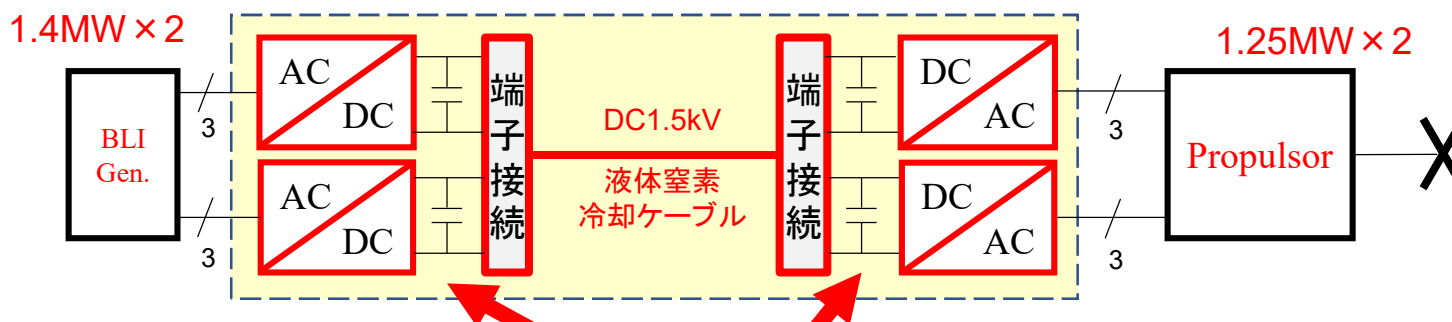 1.4MW×2
1.25MW×2
BLI
Gen.
3
3
AC
DC
AC
DC
端子接続
DC1.5kV
液体窒素
冷却ケーブル
端子接続
DC
AC
DC
AC
3
3
Propulsor